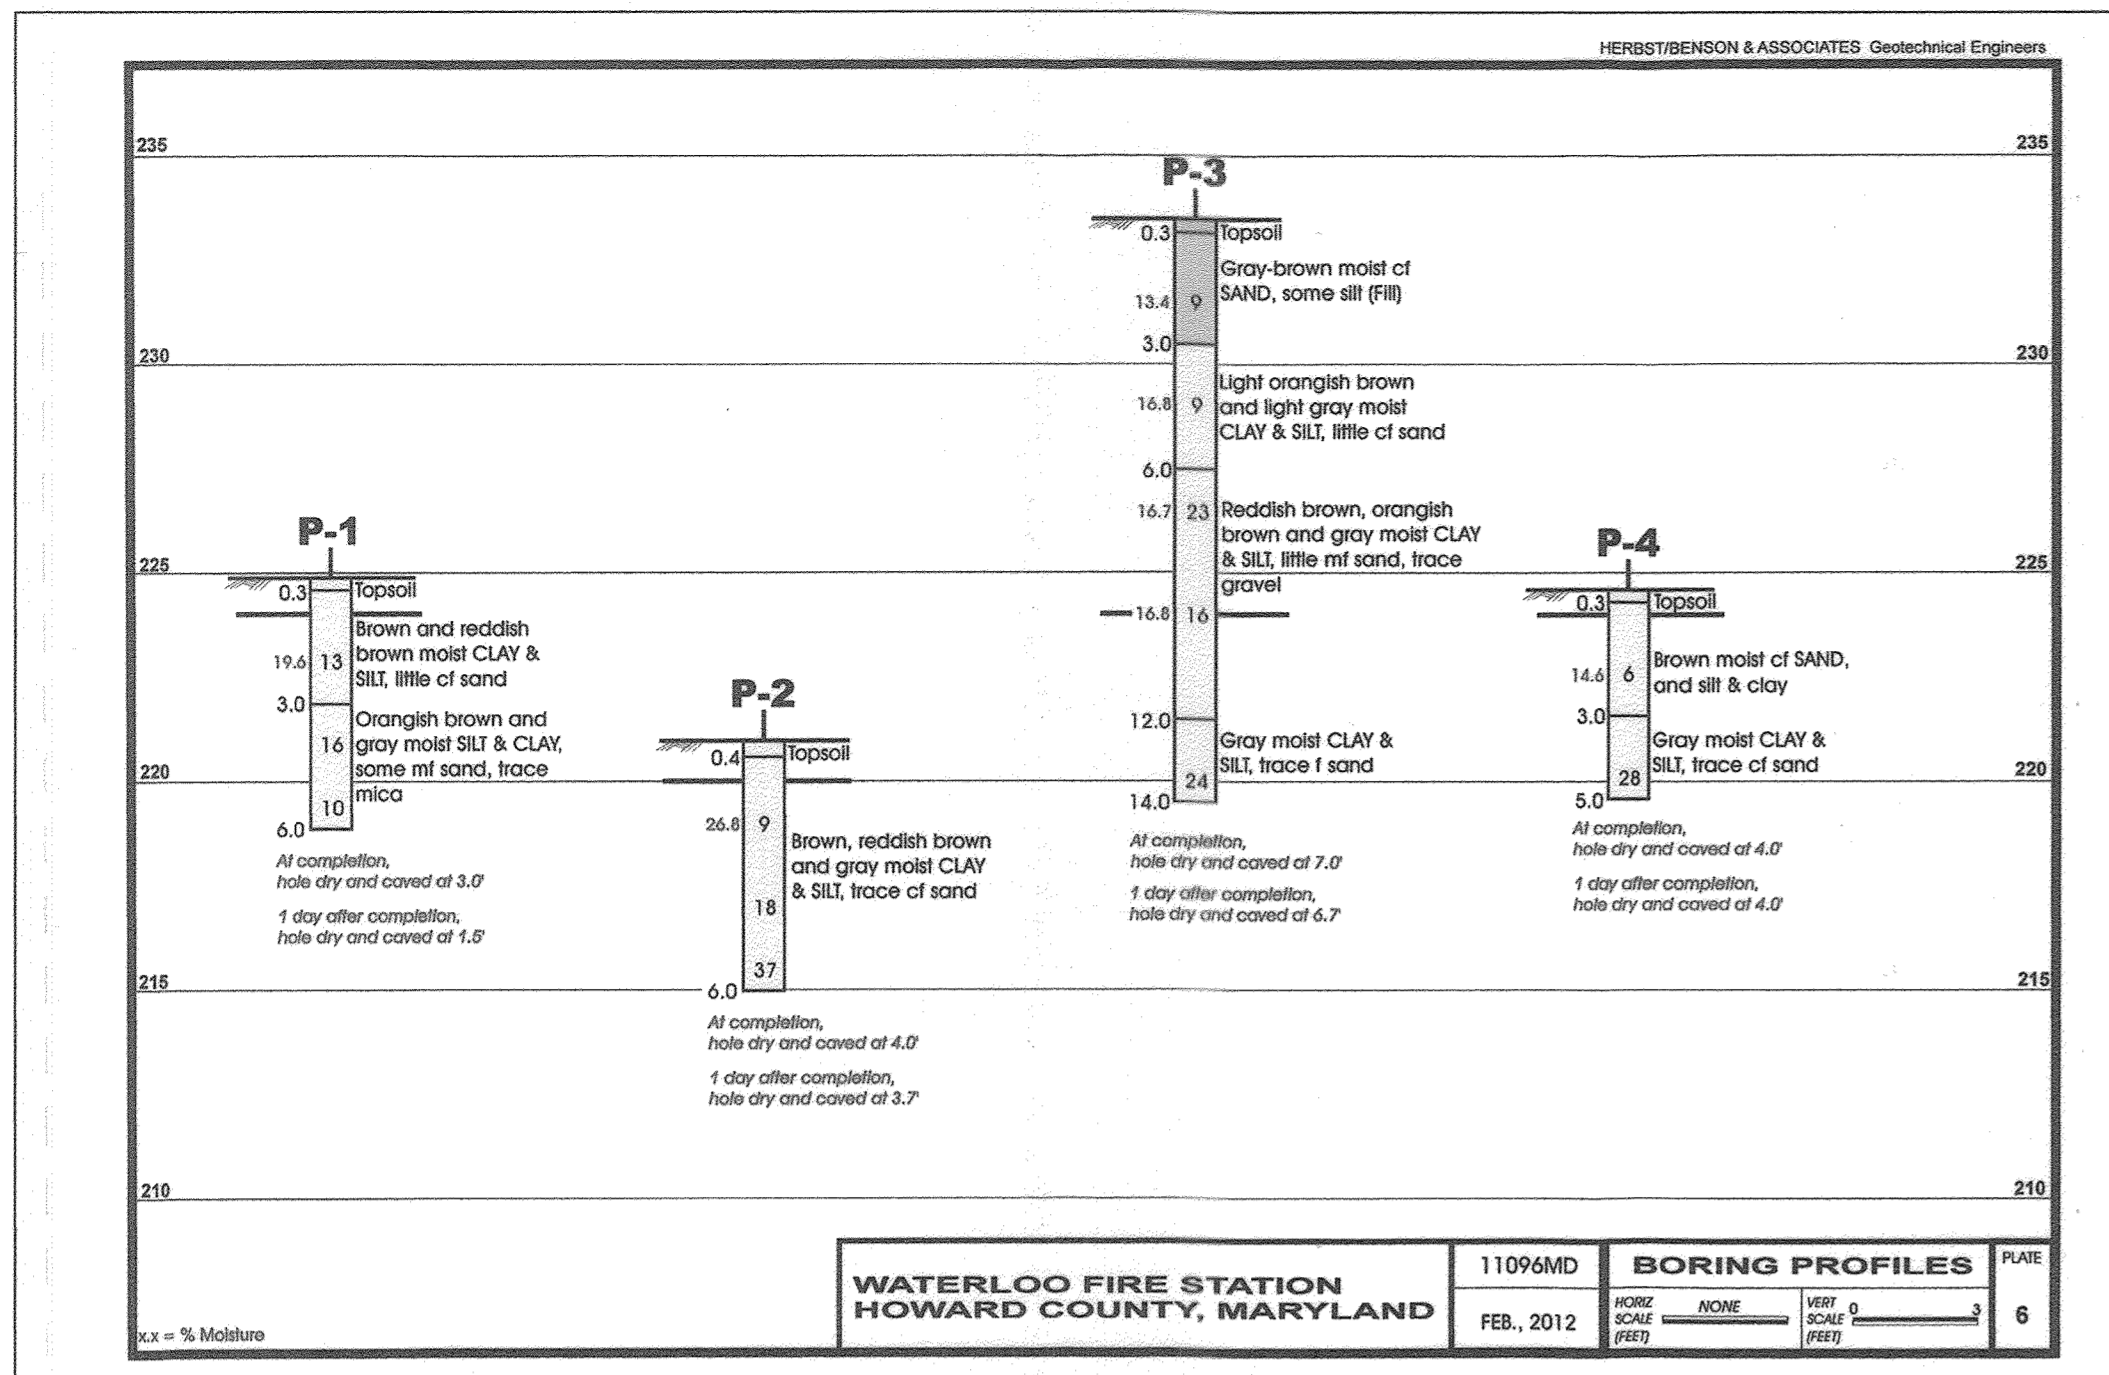 HERBST/BENSON & ASSOCIATES Geotechnical Engineers
235
235
P-3
0.3
Topsoil
Gray-brown moist cf
SAND, some silt (Fill)
13.4
9
3.0
230
230
Light orangish brown
and light gray moist
CLAY & SILT, little cf sand
16.8
9
6.0
16.7
23
Reddish brown, orangish
brown and gray moist CLAY
& SILT, little mf sand, trace
gravel
16.8
16
12.0
Gray moist CLAY &
SILT, trace f sand
24
14.0
At completion,
hole dry and caved at 7.0'
1 day after completion,
hole dry and caved at 6.7'
P-1
225
225
0.3
Topsoil
Brown and reddish
brown moist CLAY &
SILT, little cf sand
19.6
13
3.0
Orangish brown and
gray moist SILT & CLAY,
some mf sand, trace
mica
16
10
6.0
At completion,
hole dry and caved at 3.0'
1 day after completion,
hole dry and caved at 1.5'
P-2
0.4
Topsoil
220
220
26.8
9
Brown, reddish brown
and gray moist CLAY
& SILT, trace cf sand
18
37
6.0
At completion,
hole dry and caved at 4.0'
1 day after completion,
hole dry and caved at 3.7'
P-4
0.3
Topsoil
Brown moist cf SAND,
and silt & clay
14.6
6
3.0
Gray moist CLAY &
SILT, trace cf sand
28
5.0
At completion,
hole dry and caved at 4.0'
1 day after completion,
hole dry and caved at 4.0'
215
215
210
210
x.x = % Moisture
WATERLOO FIRE STATION
HOWARD COUNTY, MARYLAND
11096MD
FEB., 2012
BORING PROFILES
HORIZ
SCALE
(FEET)
NONE
VERT
SCALE
(FEET)
0
3
PLATE
6